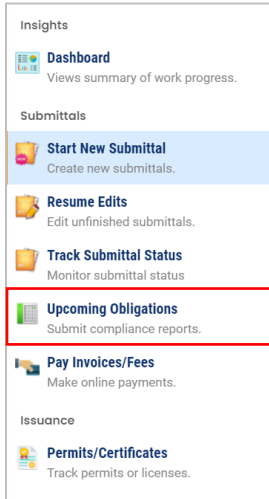 Insights
Dashboard
Views summary of work progress.
Submittals
Start New Submittal
Create new submittals.
Resume Edits
Edit unfinished submittals.
Track Submittal Status
Monitor submittal status
Upcoming Obligations
Submit compliance reports.
Pay Invoices/Fees
Make online payments.
Issuance
Permits/Certificates
Track permits or licenses.